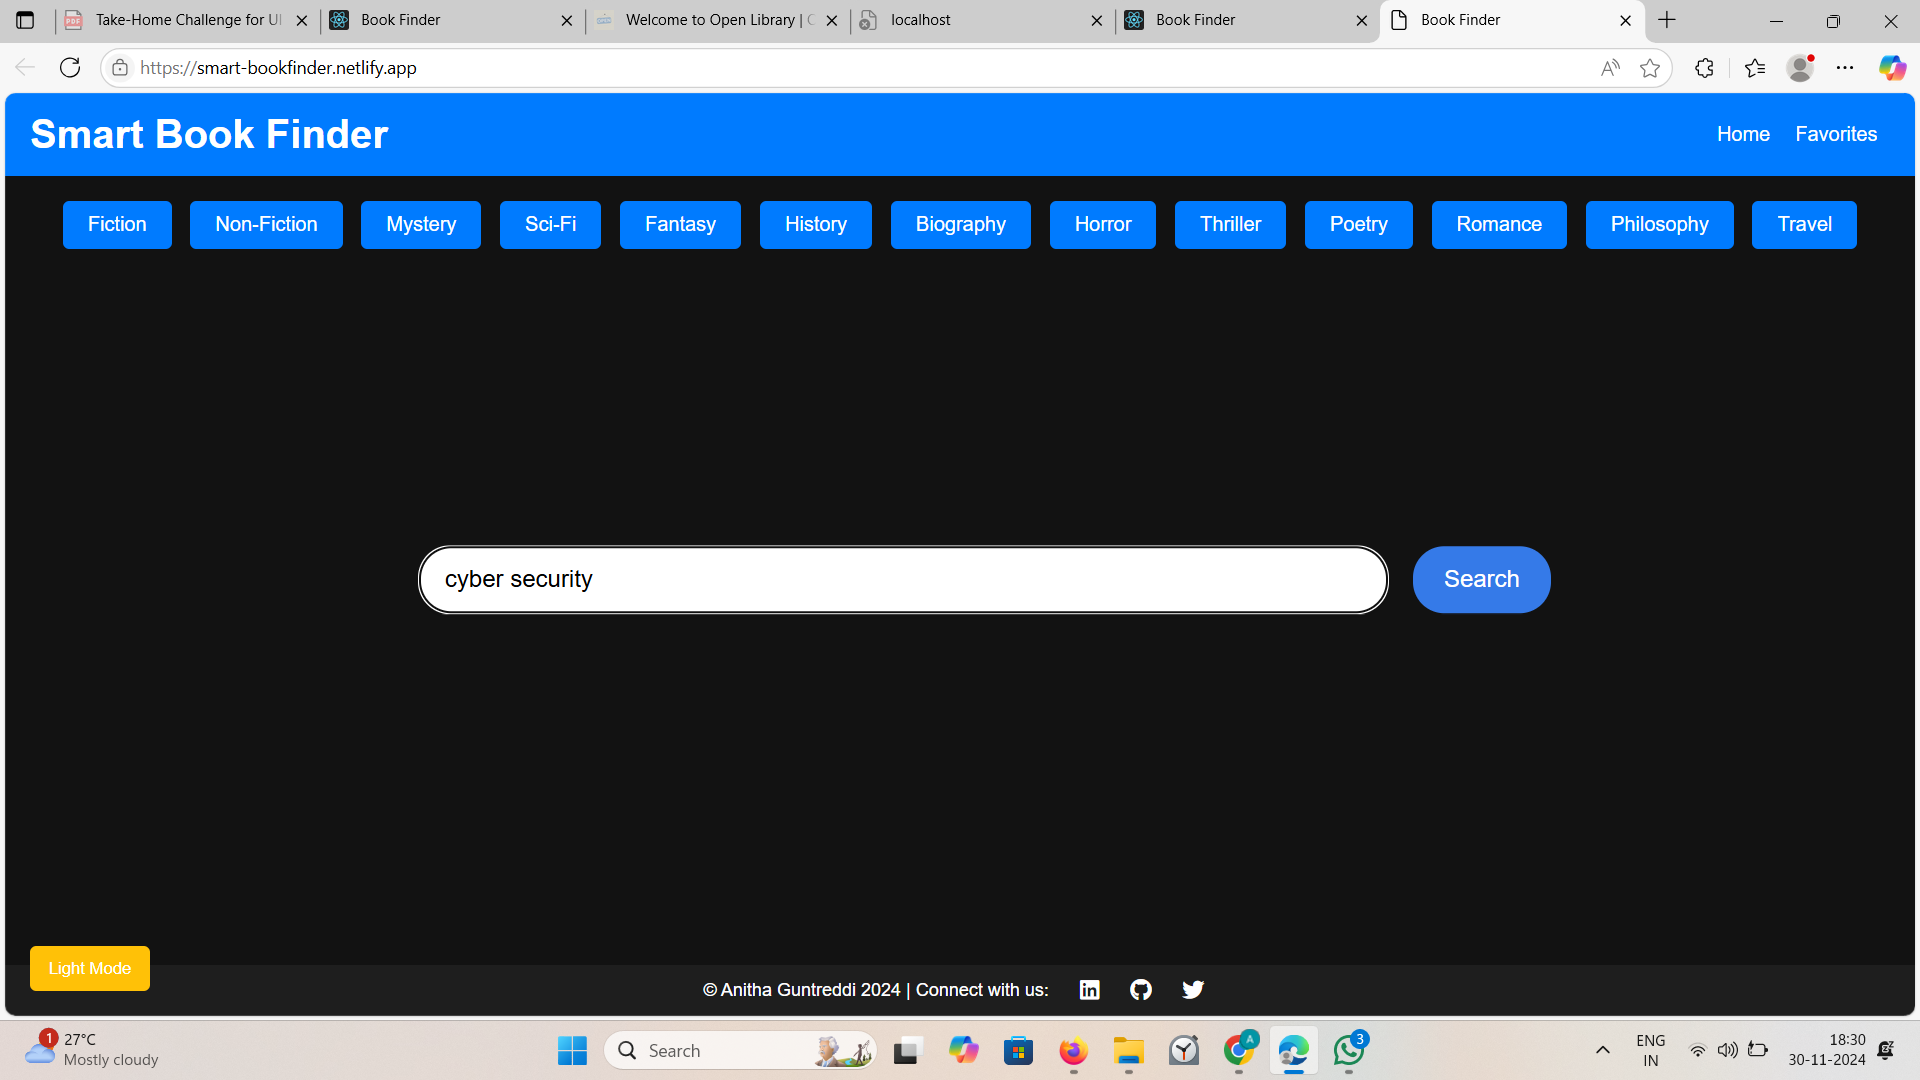 Take-Home Challenge for UI
Book Finder
Welcome to Open Library |
localhost
Book Finder
Book Finder
https://smart-bookfinder.netlify.app
Smart Book Finder
Home
Favorites
Fiction
Non-Fiction
Mystery
Sci-Fi
Fantasy
History
Biography
Horror
Thriller
Poetry
Romance
Philosophy
Travel
cyber security
Search
Light Mode
© Anitha Guntreddi 2024 | Connect with us:
1
27°C
Mostly cloudy
Search
A
3
ENG
IN
18:30
30-11-2024